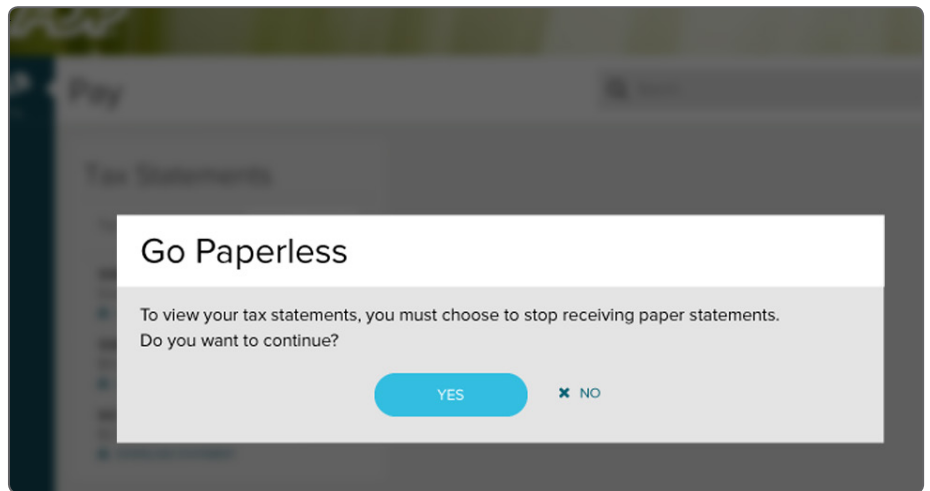 Pay
Search
Tax Statements
Go Paperless
To view your tax statements, you must choose to stop receiving paper statements.
Do you want to continue?
YES
✖ NO